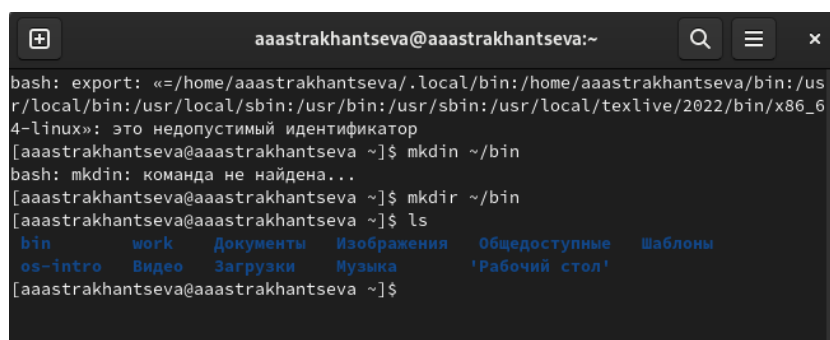 aaastrakhantseva@aaastrakhantseva:~
bash: export: «=/home/aaastrakhantseva/.local/bin:/home/aaastrakhantseva/bin:/us
r/local/bin:/usr/local/sbin:/usr/bin:/usr/sbin:/usr/local/texlive/2022/bin/x86_6
4-linux»: это недопустимый идентификатор
[aaastrakhantseva@aaastrakhantseva ~]$ mkdin ~/bin
bash: mkdin: команда не найдена...
[aaastrakhantseva@aaastrakhantseva ~]$ mkdir ~/bin
[aaastrakhantseva@aaastrakhantseva ~]$ ls
bin work Документы Изображения Общедоступные Шаблоны
os-intro Видео Загрузки Музыка 'Рабочий стол'
[aaastrakhantseva@aaastrakhantseva ~]$